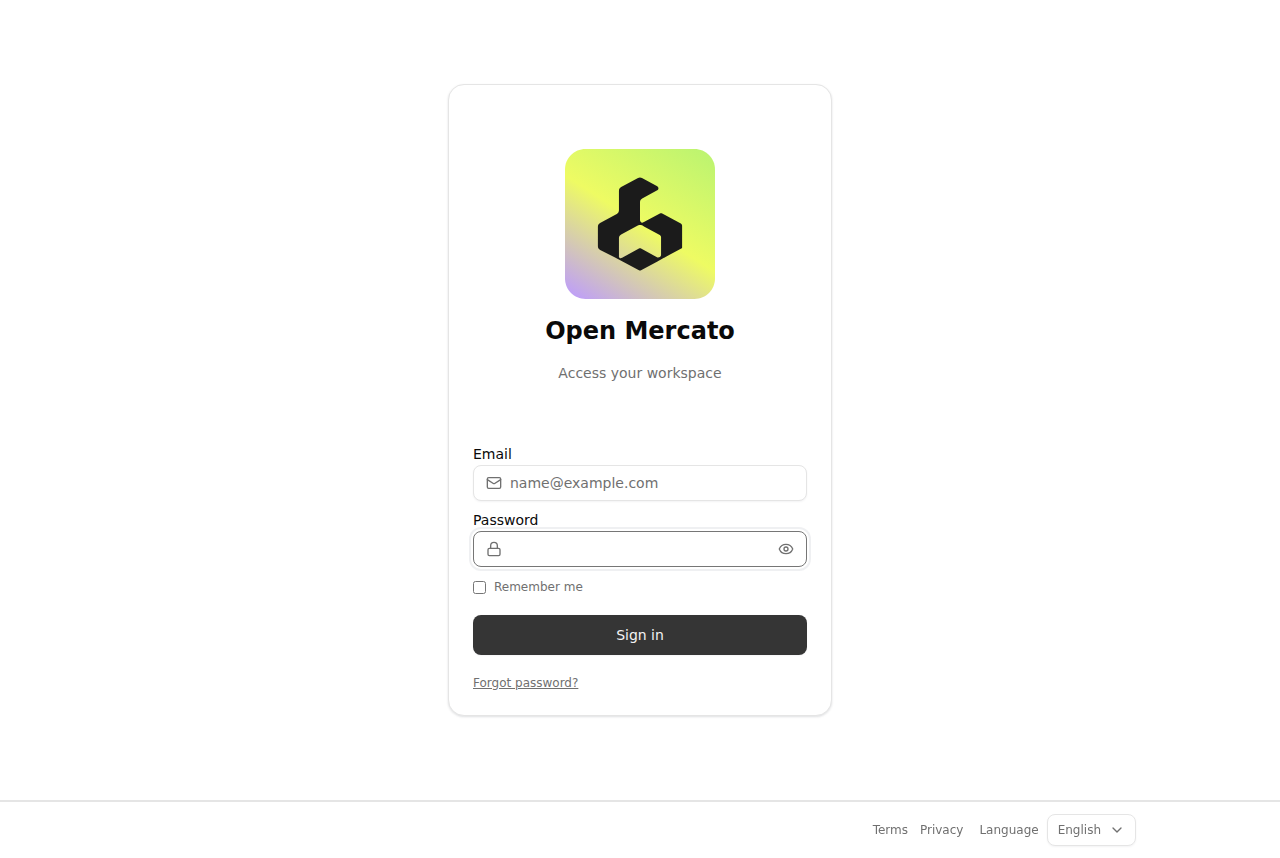 Open Mercato
Access your workspace
Email
name@example.com
Password
Remember me
Sign in
Forgot password?
Terms Privacy Language English